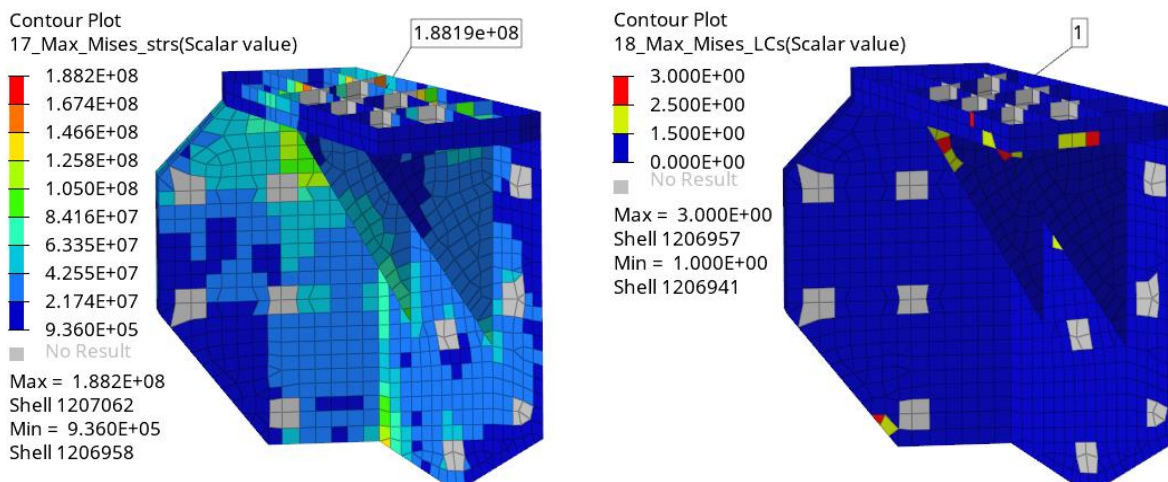 Contour Plot
17_Max_Mises_strs(Scalar value)
1.882E+08
1.674E+08
1.466E+08
1.258E+08
1.050E+08
8.416E+07
6.335E+07
4.255E+07
2.174E+07
9.360E+05
No Result
Max = 1.882E+08
Shell 1207062
Min = 9.360E+05
Shell 1206958
1.8819e+08
Contour Plot
18_Max_Mises_LCs(Scalar value)
3.000E+00
2.500E+00
1.500E+00
0.000E+00
No Result
Max = 3.000E+00
Shell 1206957
Min = 1.000E+00
Shell 1206941
1